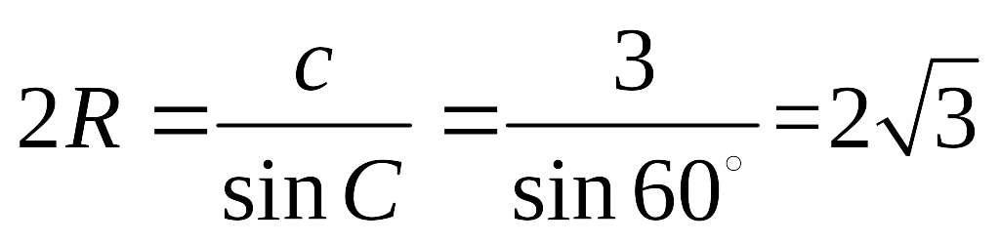 2R = c / sin C = 3 / sin 60° = 2√3